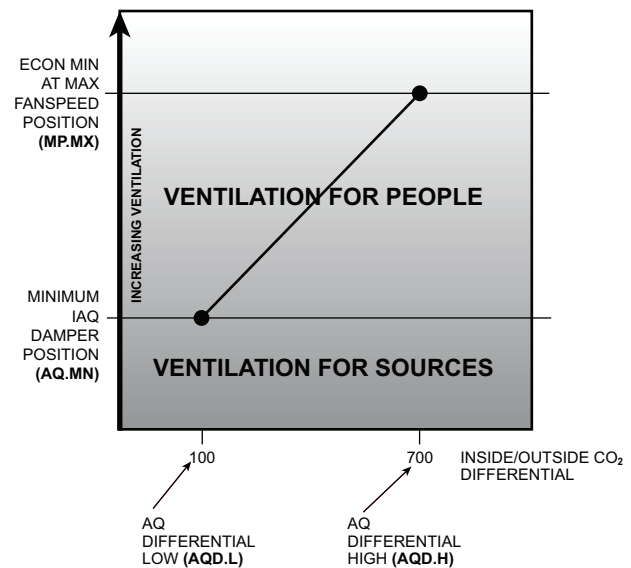 ECON MIN
AT MAX
FANSPEED
POSITION
(MP.MX)
INCREASING VENTILATION
VENTILATION FOR PEOPLE
MINIMUM
IAQ
DAMPER
POSITION
(AQ.MN)
VENTILATION FOR SOURCES
100
700
INSIDE/OUTSIDE CO₂
DIFFERENTIAL
AQ
DIFFERENTIAL
LOW (AQD.L)
AQ
DIFFERENTIAL
HIGH (AQD.H)